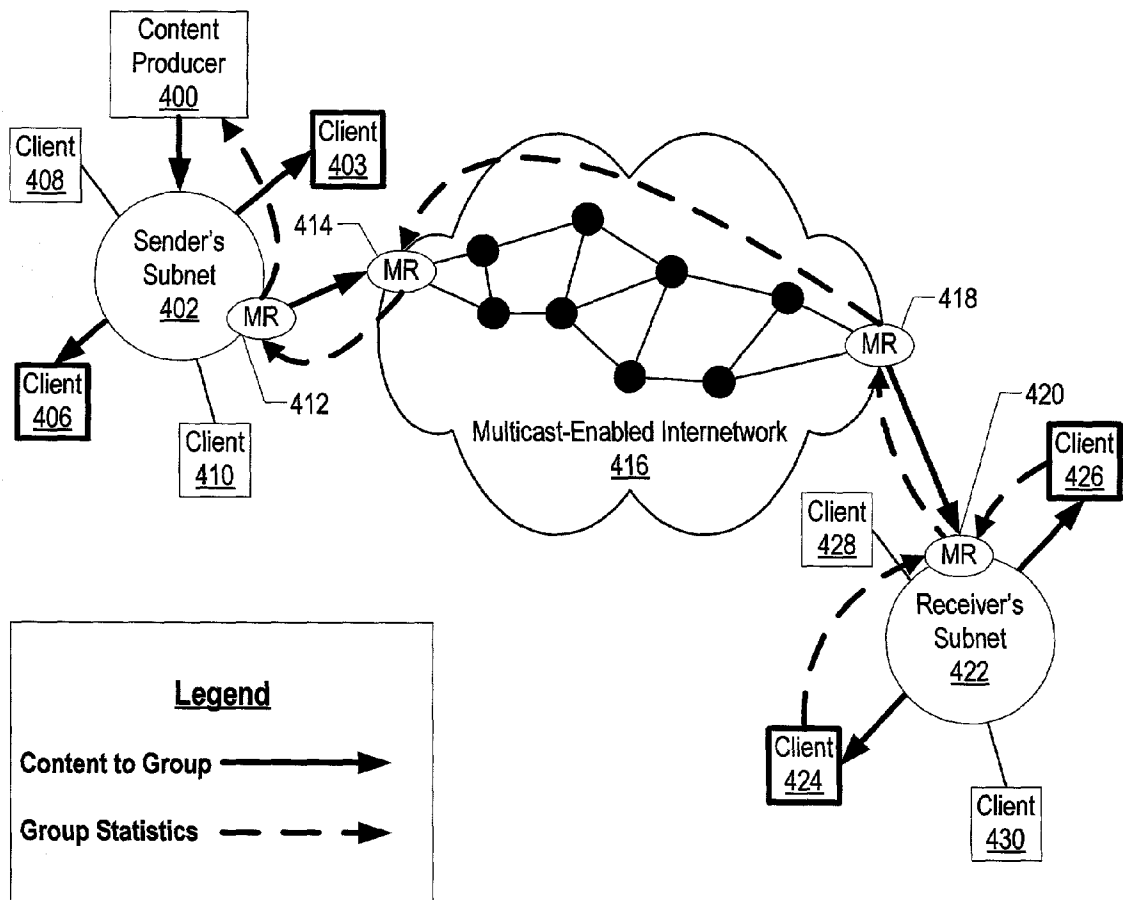 Content
Producer
400
Client
408
Client
403
Sender's
Subnet
402
MR
414
MR
412
Client
406
Client
410
MR
418
Multicast-Enabled Internetwork
416
420
Client
426
Client
428
MR
Receiver's
Subnet
422
Client
424
Client
430
Legend
Content to Group
Group Statistics